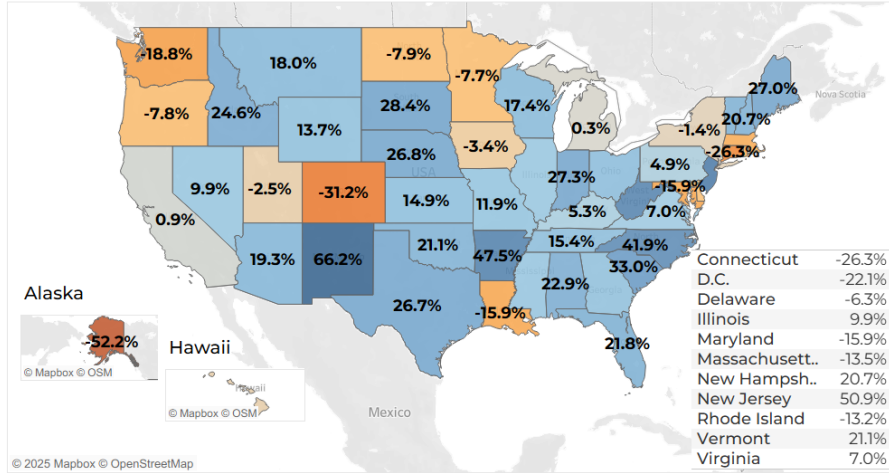 -18.8%
18.0%
-7.9%
-7.7%
27.0%
Nova Scotia
-7.8%
24.6%
28.4%
17.4%
20.7%
13.7%
0.3%
-1.4%
-3.4%
-26.3%
26.8%
USA
4.9%
9.9%
-2.5%
-31.2%
27.3%
-15.9%
14.9%
11.9%
5.3%
7.0%
0.9%
15.4%
41.9%
21.1%
47.5%
33.0%
19.3%
66.2%
22.9%
26.7%
-15.9%
21.8%
Mexico
Alaska
-52.2%
© Mapbox © OSM
Hawaii
Hawaii
© Mapbox © OSM
Connecticut -26.3%
D.C. -22.1%
Delaware -6.3%
Illinois 9.9%
Maryland -15.9%
Massachusett.. -13.5%
New Hampsh.. 20.7%
New Jersey 50.9%
Rhode Island -13.2%
Vermont 21.1%
Virginia 7.0%
© 2025 Mapbox © OpenStreetMap